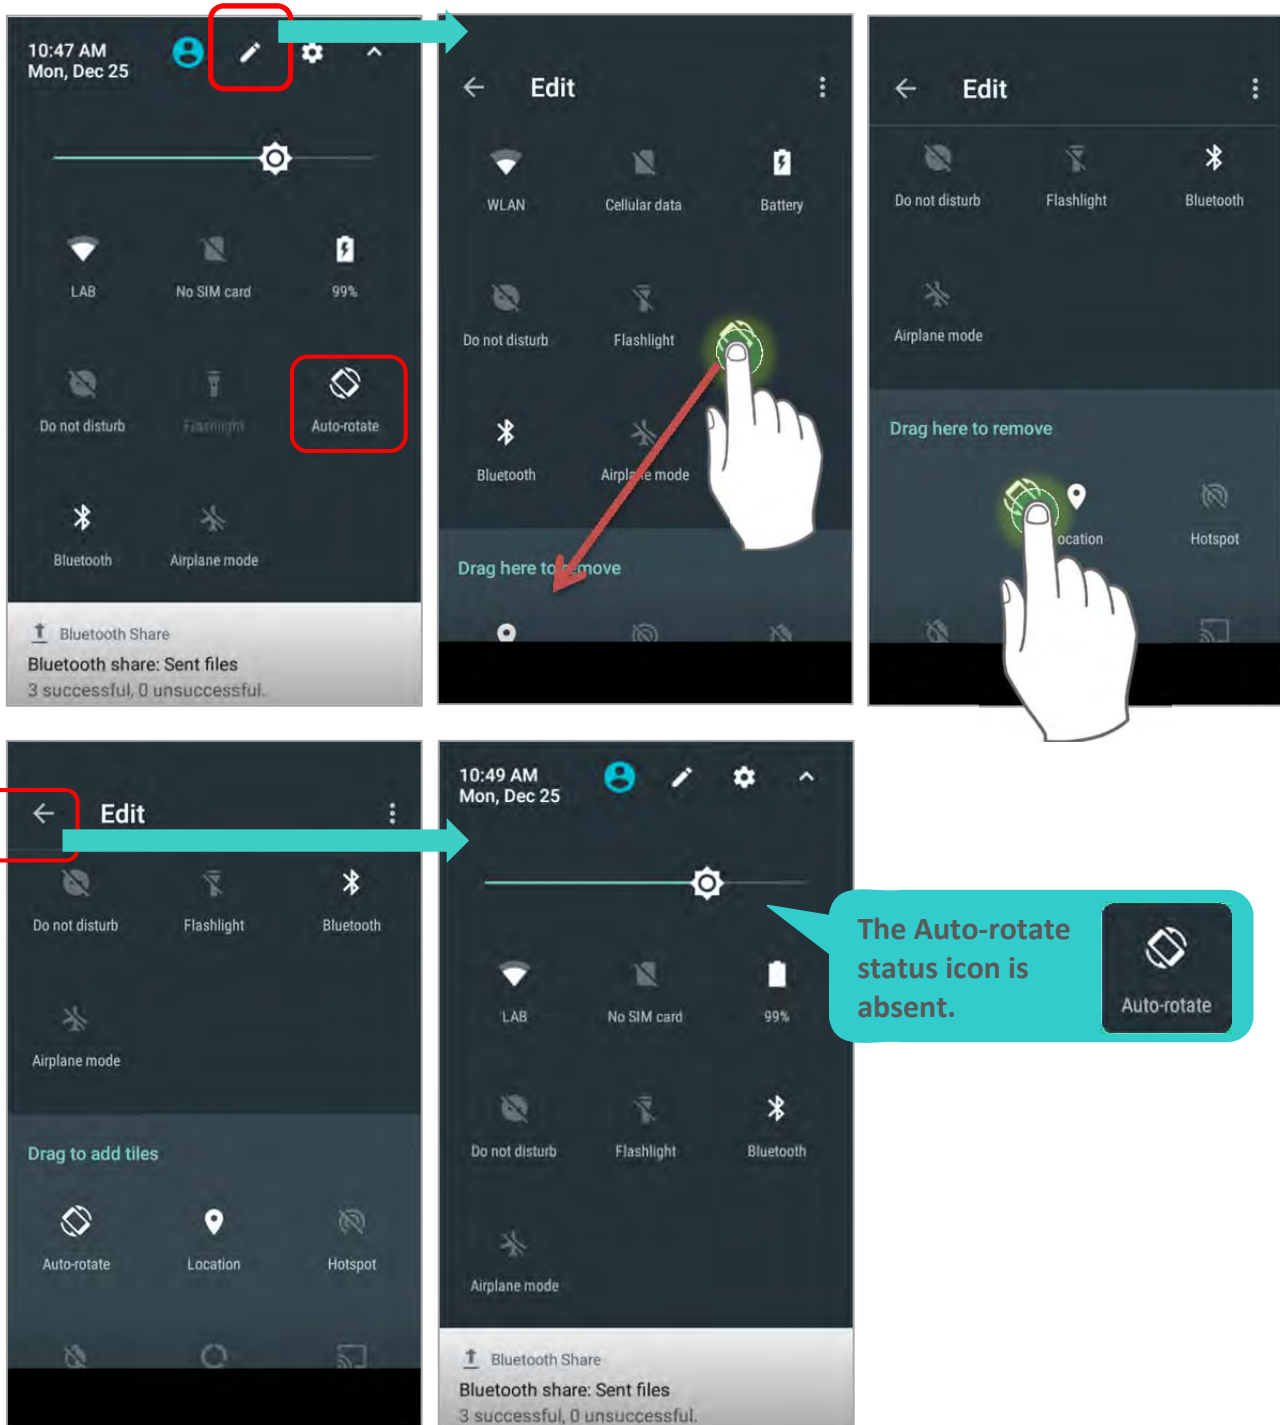 10:47 AM
Mon, Dec 25
LAB
No SIM card
99%
Do not disturb
Flashlight
Auto-rotate
Bluetooth
Airplane mode
Bluetooth Share
Bluetooth share: Sent files
3 successful, 0 unsuccessful.
Edit
WLAN
Cellular data
Battery
Do not disturb
Flashlight
Bluetooth
Airplane mode
Drag here to remove
Edit
Do not disturb
Flashlight
Bluetooth
Airplane mode
Drag here to remove
ocation
Hotspot
Edit
Do not disturb
Flashlight
Bluetooth
Airplane mode
Drag to add tiles
Auto-rotate
Location
Hotspot
10:49 AM
Mon, Dec 25
LAB
No SIM card
99%
Do not disturb
Flashlight
Bluetooth
Airplane mode
Bluetooth Share
Bluetooth share: Sent files
3 successful, 0 unsuccessful.
The Auto-rotate
status icon is
absent.
Auto-rotate